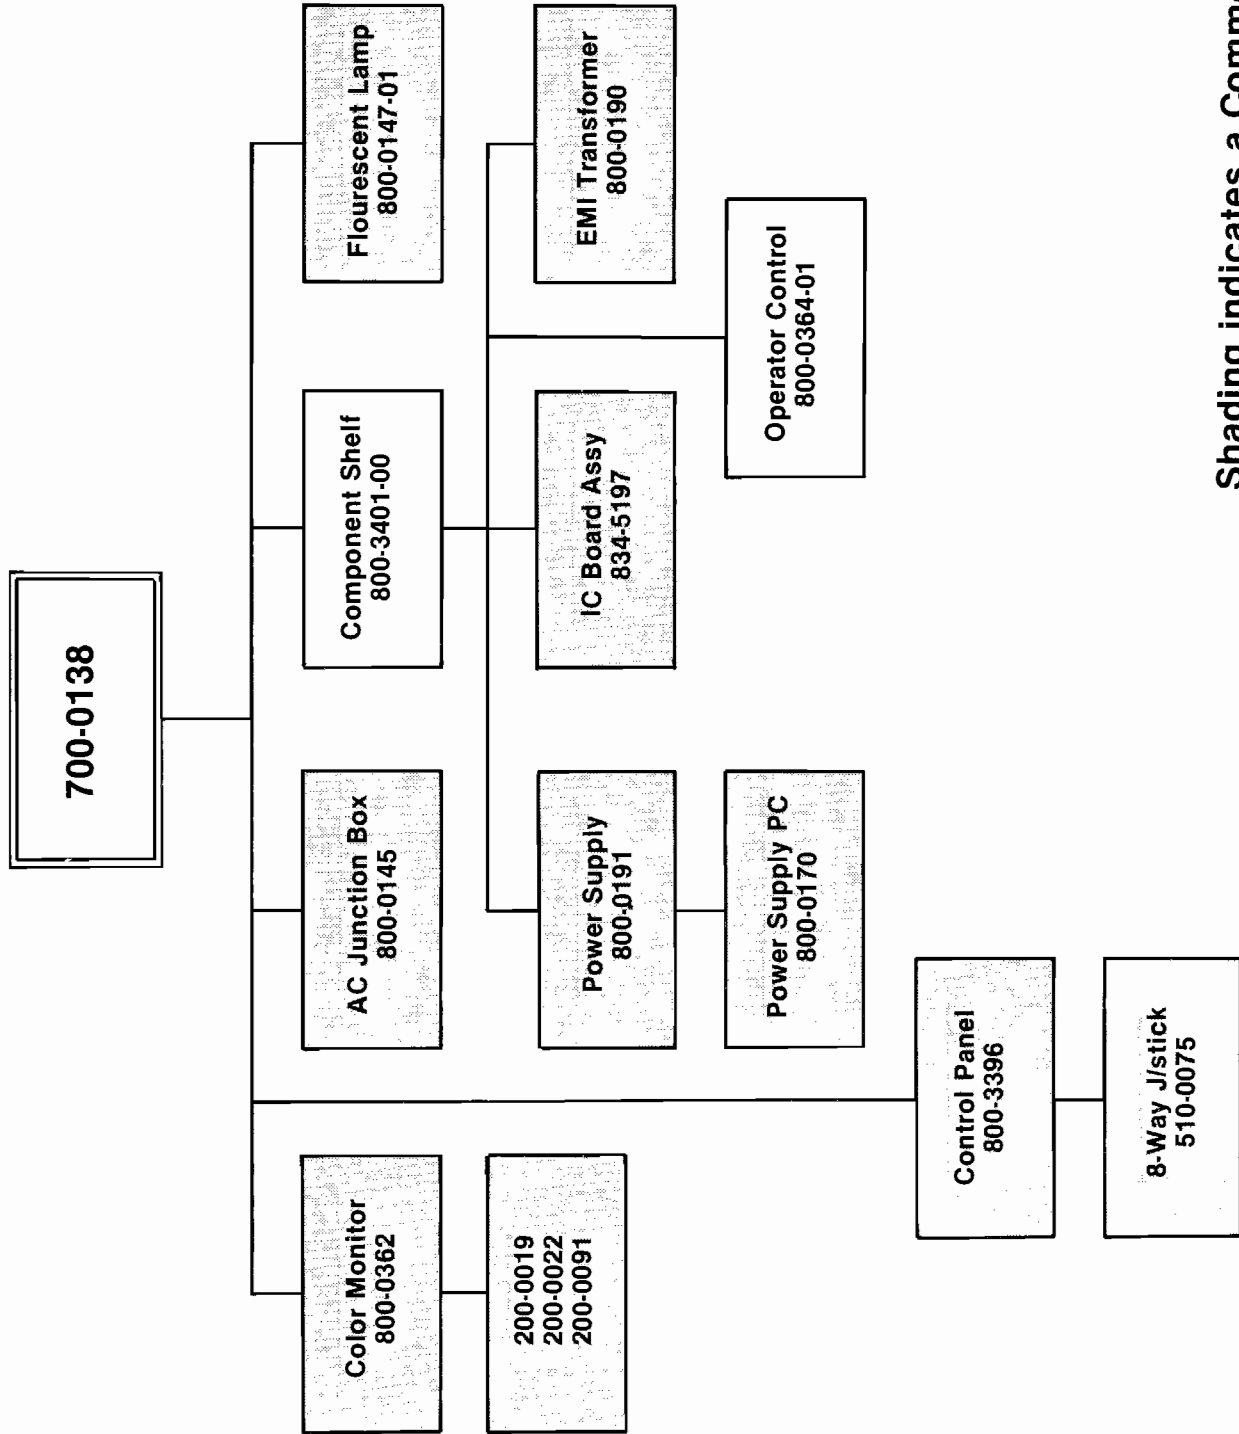 700-0138
Color Monitor
800-0362
AC Junction Box
800-0145
Component Shelf
800-3401-00
Flourescent Lamp
800-0147-01
200-0019
200-0022
200-0091
Power Supply
800-0191
IC Board Assy
834-5197
EMI Transformer
800-0190
Power Supply PC
800-0170
Operator Control
800-0364-01
Control Panel
800-3396
8-Way J/stick
510-0075
Shading indicates a